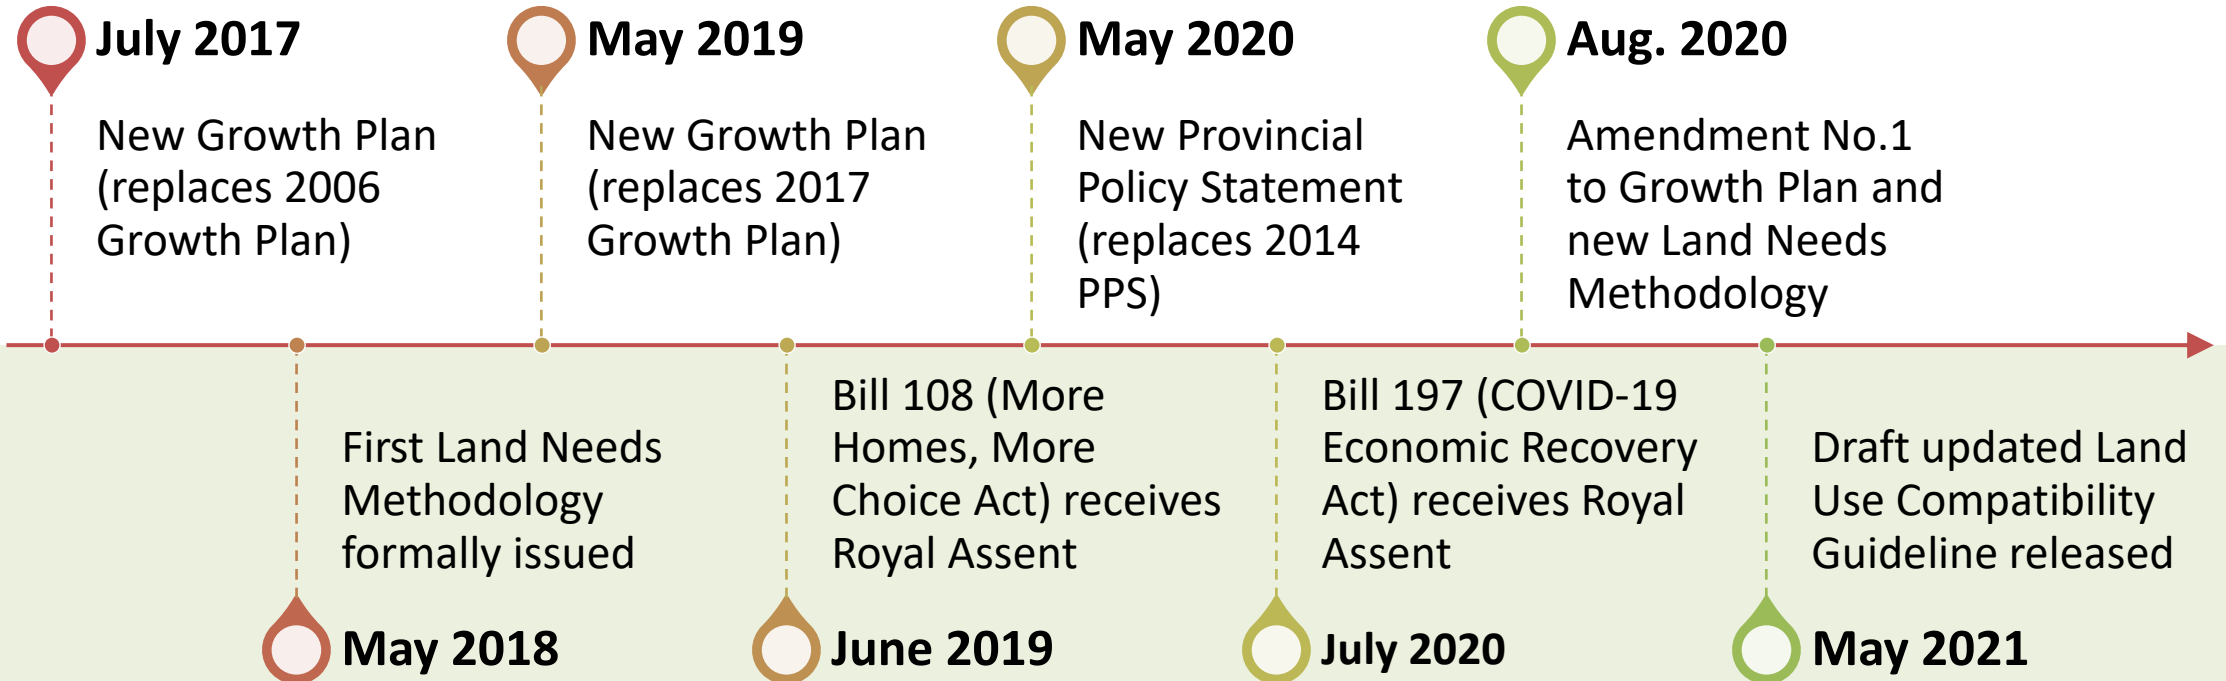 July 2017
New Growth Plan
(replaces 2006
Growth Plan)
May 2019
New Growth Plan
(replaces 2017
Growth Plan)
May 2020
New Provincial
Policy Statement
(replaces 2014
PPS)
Aug. 2020
Amendment No.1
to Growth Plan and
new Land Needs
Methodology
First Land Needs
Methodology
formally issued
May 2018
Bill 108 (More
Homes, More
Choice Act) receives
Royal Assent
June 2019
Bill 197 (COVID-19
Economic Recovery
Act) receives Royal
Assent
July 2020
Draft updated Land
Use Compatibility
Guideline released
May 2021